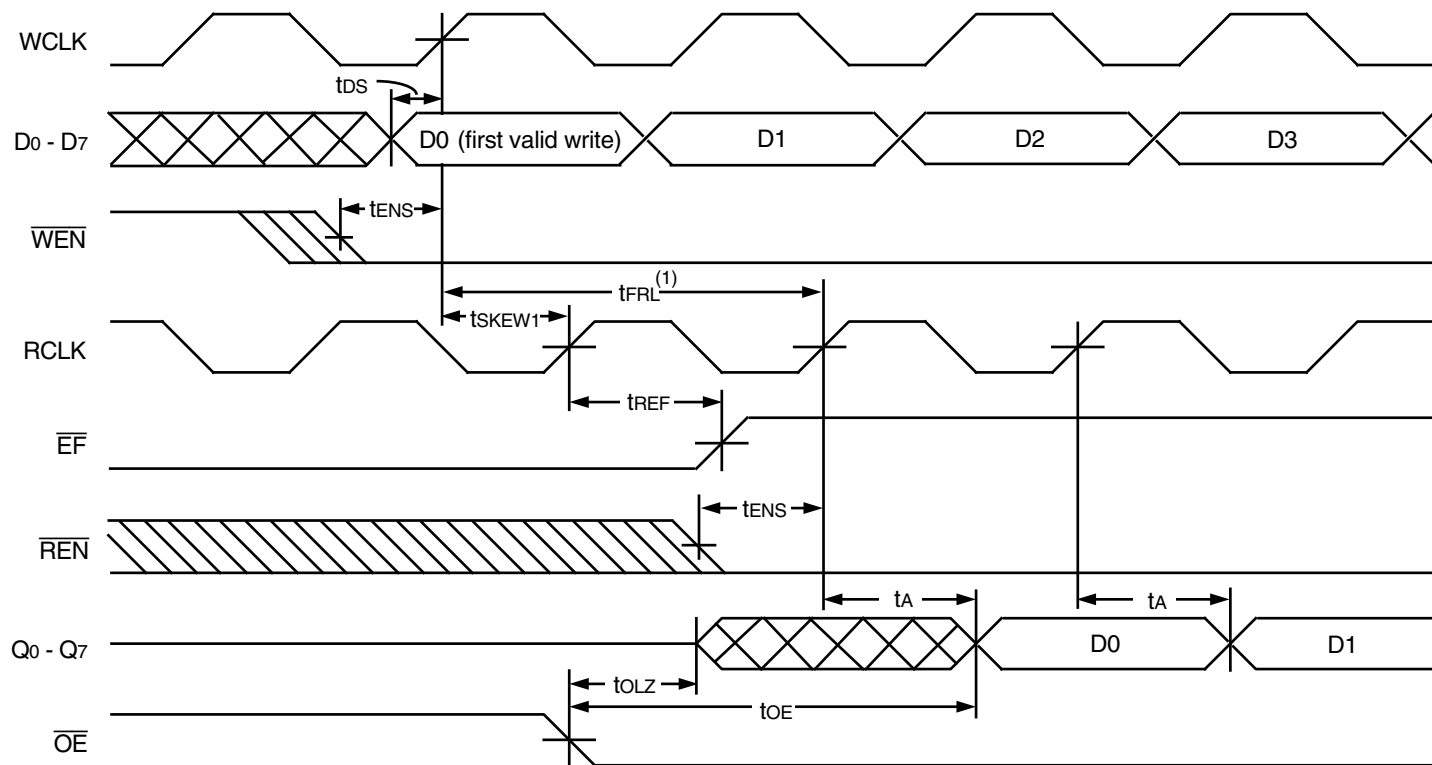 WCLK
tDS
D0 - D7
D0 (first valid write)
D1
D2
D3
tENS
WEN
tFRL(1)
tSKEW1
RCLK
tREF
EF
tENS
REN
tA
tA
Q0 - Q7
D0
D1
tOLZ
tOE
OE